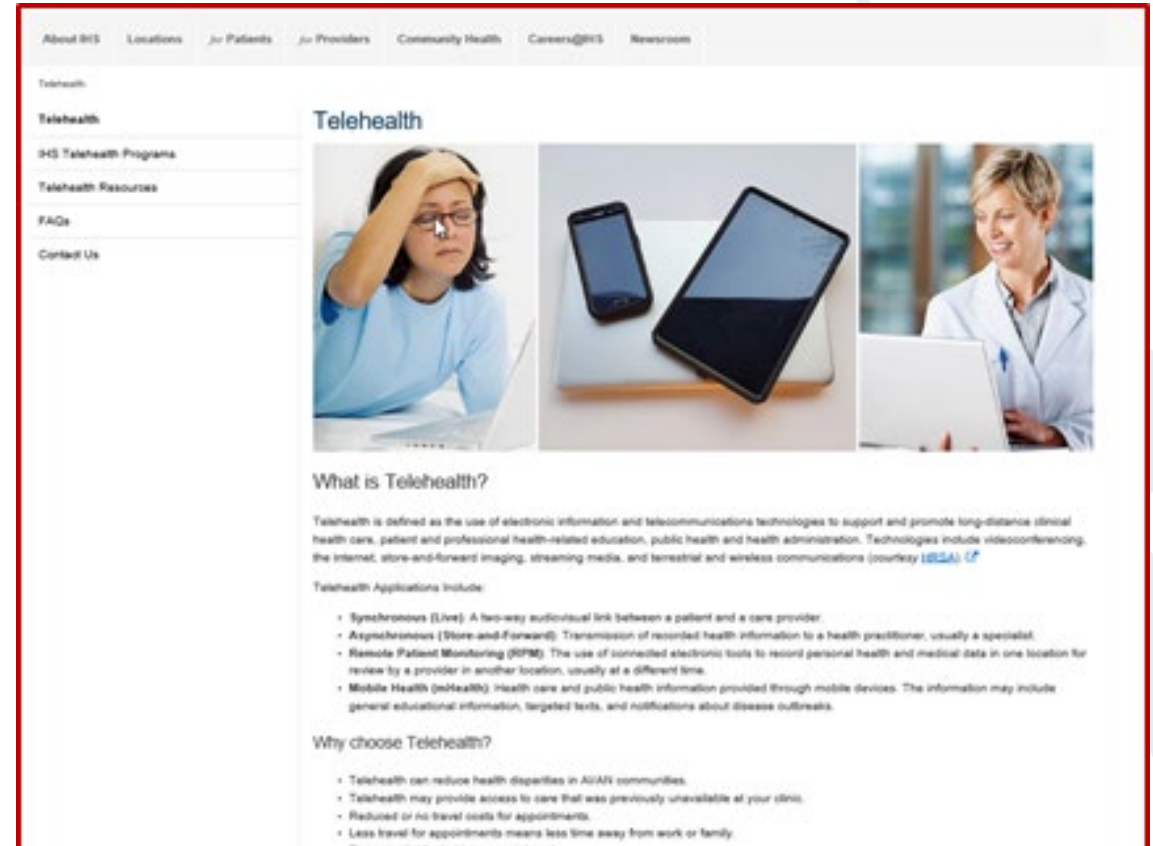 About IHS Locations for Patients for Providers Community Health Careers@IHS Newsroom
Telehealth
Telehealth
IHS Telehealth Programs
Telehealth Resources
FAQs
Contact Us
Telehealth
What is Telehealth?
Telehealth is defined as the use of electronic information and telecommunications technologies to support and promote long-distance clinical
health care, patient and professional health-related education, public health and health administration. Technologies include videoconferencing,
the internet, store-and-forward imaging, streaming media, and terrestrial and wireless communications (courtesy HRSA).
Telehealth Applications Include:
• Synchronous (Live): A two-way audiovisual link between a patient and a care provider.
• Asynchronous (Store-and-Forward): Transmission of recorded health information to a health practitioner, usually a specialist.
• Remote Patient Monitoring (RPM): The use of connected electronic tools to record personal health and medical data in one location for
review by a provider in another location, usually at a different time.
• Mobile Health (mHealth): Health care and public health information provided through mobile devices. The information may include
general educational information, targeted texts, and notifications about disease outbreaks.
Why choose Telehealth?
• Telehealth can reduce health disparities in AI/AN communities.
• Telehealth may provide access to care that was previously unavailable at your clinic.
• Reduced or no travel costs for appointments.
• Less travel for appointments means less time away from work or family.